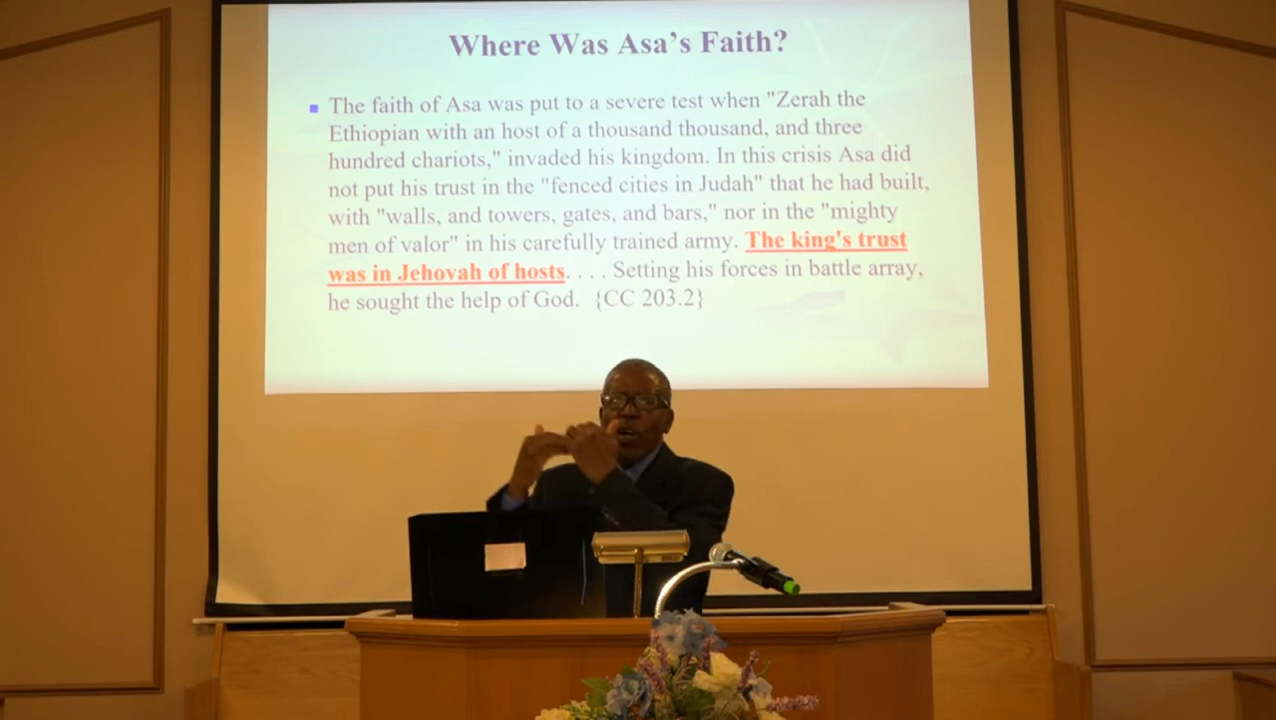 Where Was Asa's Faith?
The faith of Asa was put to a severe test when "Zerah the
Ethiopian with an host of a thousand thousand, and three
hundred chariots," invaded his kingdom. In this crisis Asa did
not put his trust in the "fenced cities in Judah" that he had built,
with "walls, and towers, gates, and bars," nor in the "mighty
men of valor" in his carefully trained army. The king's trust
was in Jehovah of hosts. . . . Setting his forces in battle array,
he sought the help of God. {CC 203.2}